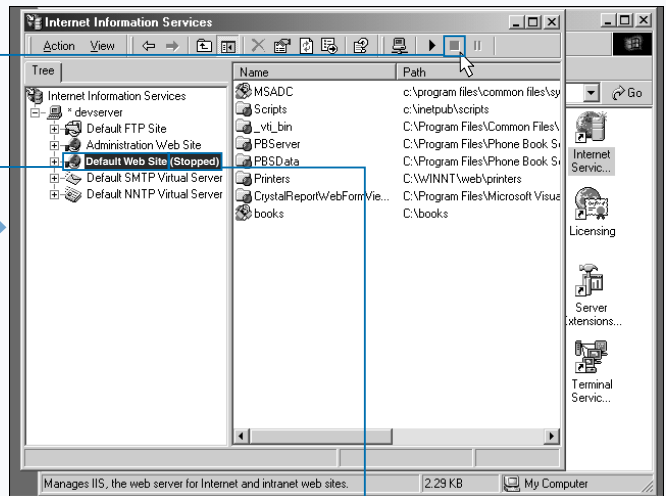 Internet Information Services
Action View
Tree
Name Path
Internet Information Services
* devserver
Default FTP Site
Administration Web Site
Default Web Site (Stopped)
Default SMTP Virtual Server
Default NNTP Virtual Server
MSADC c:\program files\common files\sy
Scripts c:\inetpub\scripts
_vti_bin C:\Program Files\Common Files\
PBServer C:\Program Files\Phone Book Se
PBSData C:\Program Files\Phone Book Se
Printers C:\WINNT\web\printers
CrystalReportWebFormVie... C:\Program Files\Microsoft Visua
books C:\books
Go
Internet
Servic...
Licensing
Server
Extensions...
Terminal
Servic...
Manages IIS, the web server for Internet and intranet web sites. 2.29 KB My Computer